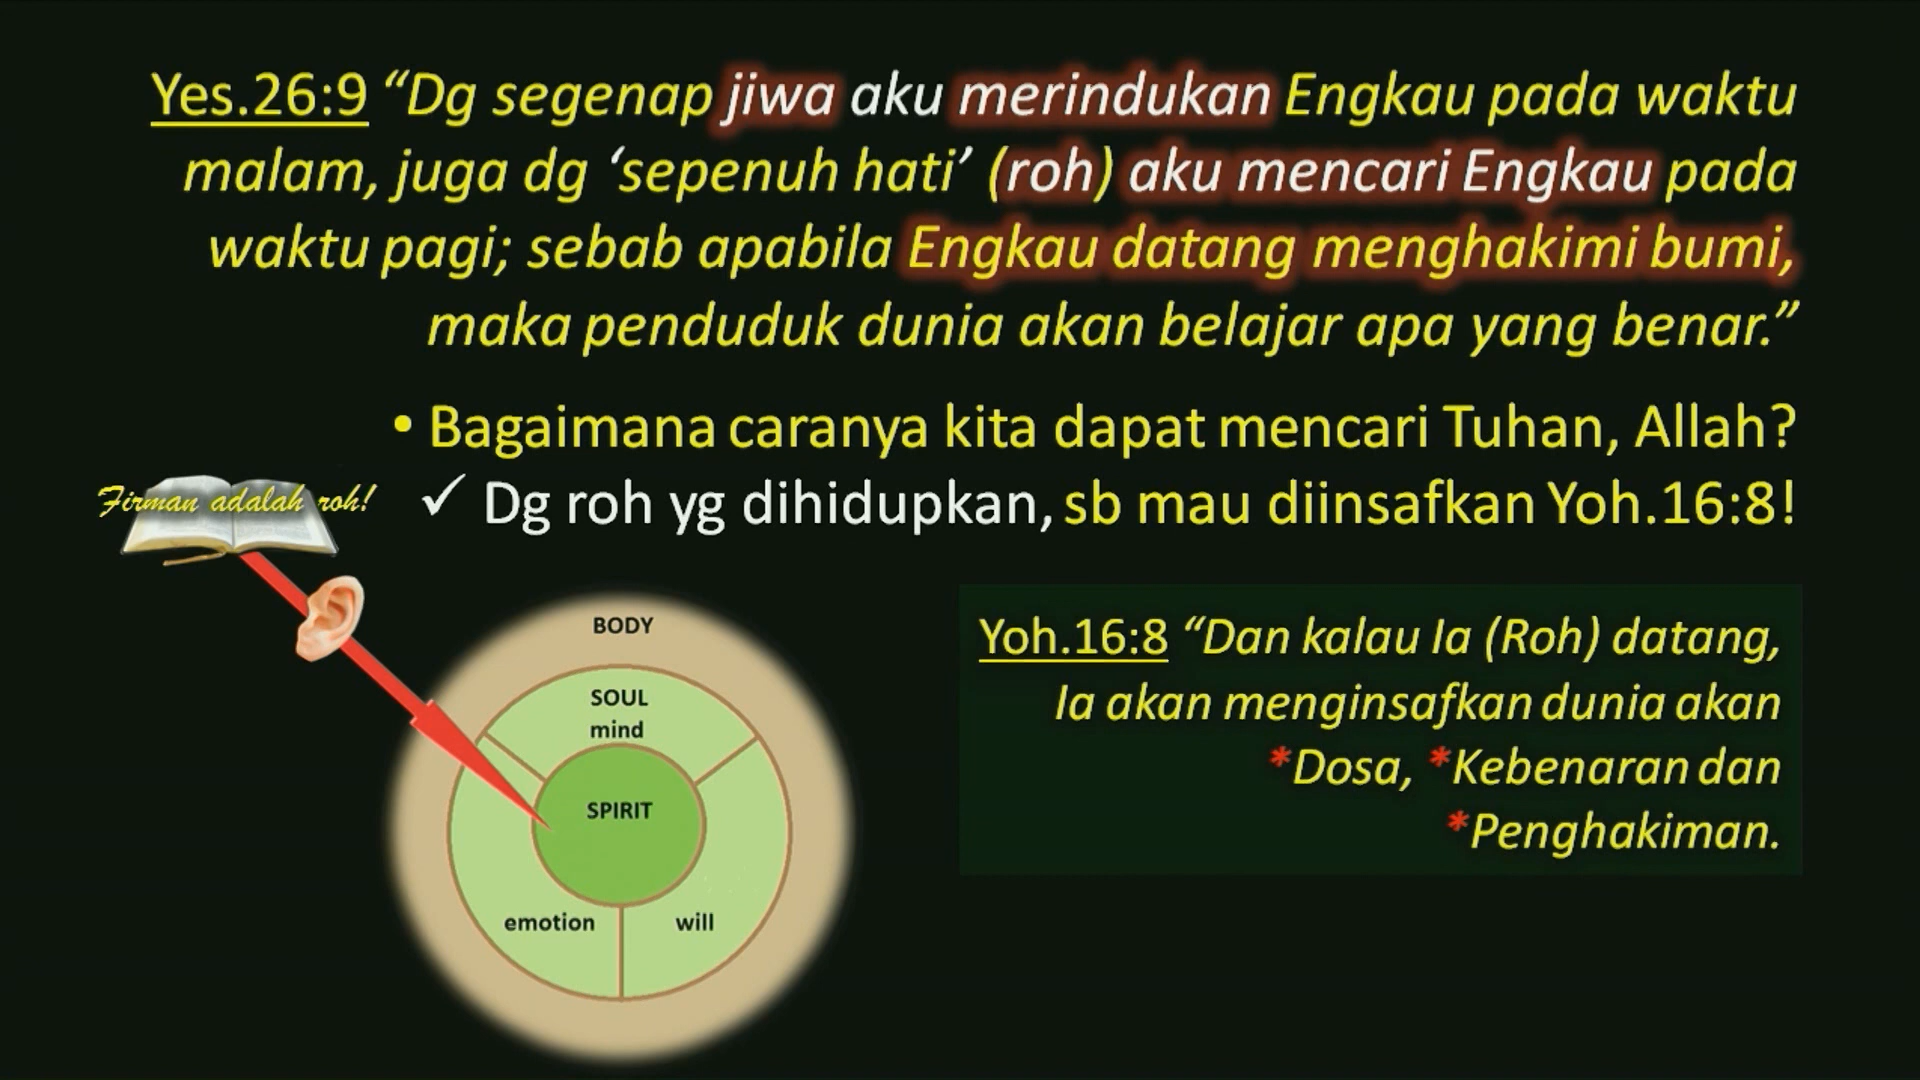 Yes.26:9 “Dg segenap jiwa aku merindukan Engkau pada waktu
malam, juga dg ‘sepenuh hati’ (roh) aku mencari Engkau pada
waktu pagi; sebab apabila Engkau datang menghakimi bumi,
maka penduduk dunia akan belajar apa yang benar.”
• Bagaimana caranya kita dapat mencari Tuhan, Allah?
✓ Dg roh yg dihidupkan, sb mau diinsafkan Yoh.16:8!
Firman adalah roh!
BODY
SOUL
mind
SPIRIT
emotion
will
Yoh.16:8 “Dan kalau Ia (Roh) datang,
Ia akan menginsafkan dunia akan
*Dosa, *Kebenaran dan
*Penghakiman.